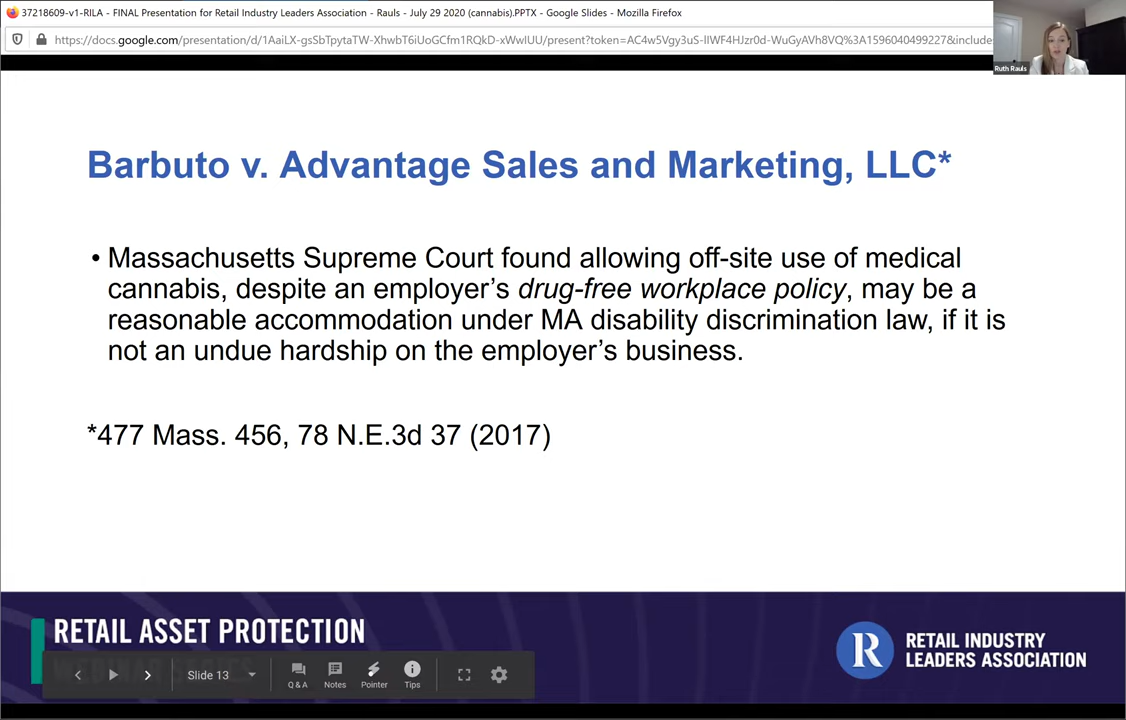 37218609-v1-RILA - FINAL Presentation for Retail Industry Leaders Association - Rauls - July 29 2020 (cannabis).PPTX - Google Slides - Mozilla Firefox
https://docs.google.com/presentation/d/1AaiLX-gsSbTpytaTW-XhwbT6iUoGCfm1RQkD-xWwIUU/present?token=AC4w5Vgy3uS-lIWF4HJzr0d-WuGyAVh8VQ%3A1596040499227&include
Ruth Rauls
Barbuto v. Advantage Sales and Marketing, LLC*
• Massachusetts Supreme Court found allowing off-site use of medical
cannabis, despite an employer’s drug-free workplace policy, may be a
reasonable accommodation under MA disability discrimination law, if it is
not an undue hardship on the employer’s business.
*477 Mass. 456, 78 N.E.3d 37 (2017)
RETAIL ASSET PROTECTION
WEBINAR SERIES
Slide 13
Q & A
Notes
Pointer
Tips
R
RETAIL INDUSTRY
LEADERS ASSOCIATION